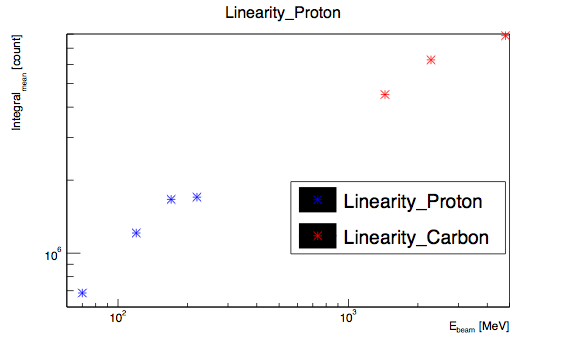 Linearity_Proton
Integral_mean [count]
10^6
Linearity_Proton
Linearity_Carbon
10^2
10^3
E_beam [MeV]